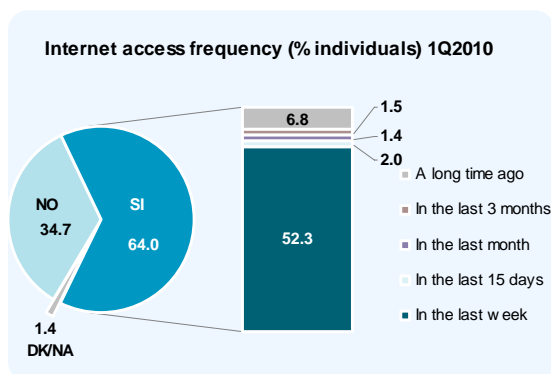 Internet access frequency (% individuals) 1Q2010
NO
34.7
SI
64.0
1.4
DK/NA
6.8
1.5
1.4
2.0
52.3
A long time ago
In the last 3 months
In the last month
In the last 15 days
In the last week